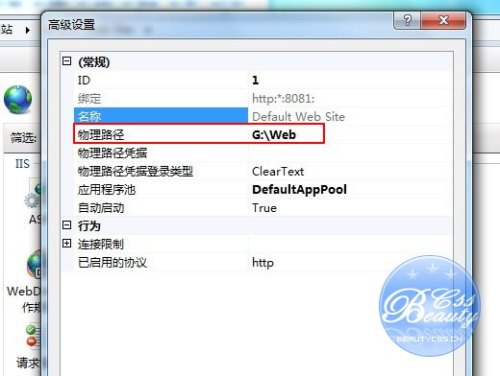 站
高级设置
(常规)
ID 1
绑定 http:*:8081:
名称 Default Web Site
物理路径 G:\Web
物理路径凭据
物理路径凭据登录类型 ClearText
应用程序池 DefaultAppPool
自动启动 True
行为
连接限制
已启用的协议 http
筛选:
IIS
AS
WebD
作规
请求
Css
Beauty
BEAUTYCSS.CN